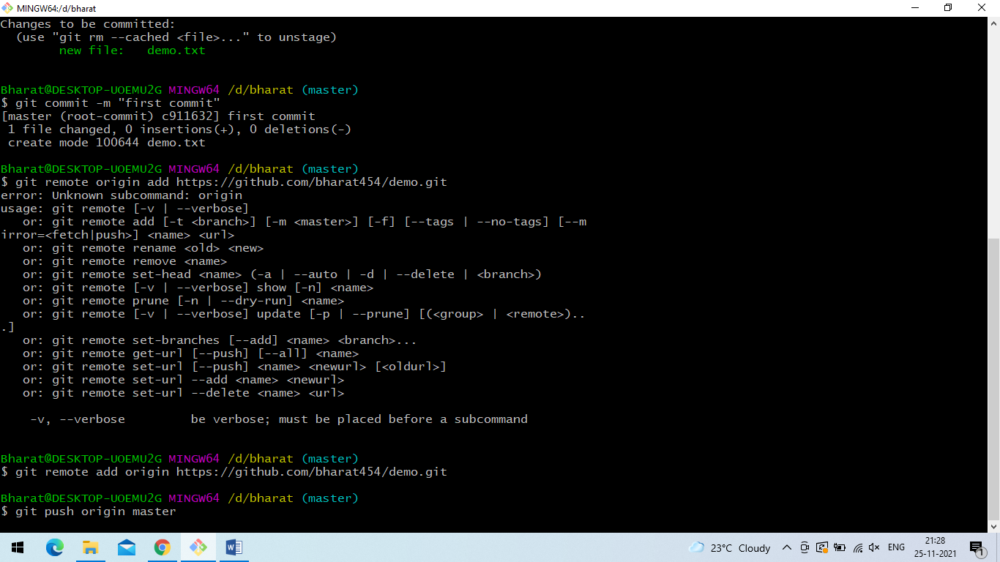 MINGW64:/d/bharat
Changes to be committed:
  (use "git rm --cached <file>..." to unstage)
        new file:   demo.txt
Bharat@DESKTOP-UOEMU2G MINGW64 /d/bharat (master)
$ git commit -m "first commit"
[master (root-commit) c911632] first commit
 1 file changed, 0 insertions(+), 0 deletions(-)
 create mode 100644 demo.txt
Bharat@DESKTOP-UOEMU2G MINGW64 /d/bharat (master)
$ git remote origin add https://github.com/bharat454/demo.git
error: Unknown subcommand: origin
usage: git remote [-v | --verbose]
   or: git remote add [-t <branch>] [-m <master>] [-f] [--tags | --no-tags] [--m
irror=<fetch|push>] <name> <url>
   or: git remote rename <old> <new>
   or: git remote remove <name>
   or: git remote set-head <name> (-a | --auto | -d | --delete | <branch>)
   or: git remote [-v | --verbose] show [-n] <name>
   or: git remote prune [-n | --dry-run] <name>
   or: git remote [-v | --verbose] update [-p | --prune] [(<group> | <remote>)..
.]
   or: git remote set-branches [--add] <name> <branch>...
   or: git remote get-url [--push] [--all] <name>
   or: git remote set-url [--push] <name> <newurl> [<oldurl>]
   or: git remote set-url --add <name> <newurl>
   or: git remote set-url --delete <name> <url>
    -v, --verbose         be verbose; must be placed before a subcommand
Bharat@DESKTOP-UOEMU2G MINGW64 /d/bharat (master)
$ git remote add origin https://github.com/bharat454/demo.git
Bharat@DESKTOP-UOEMU2G MINGW64 /d/bharat (master)
$ git push origin master
23°C Cloudy
ENG
21:28
25-11-2021
1